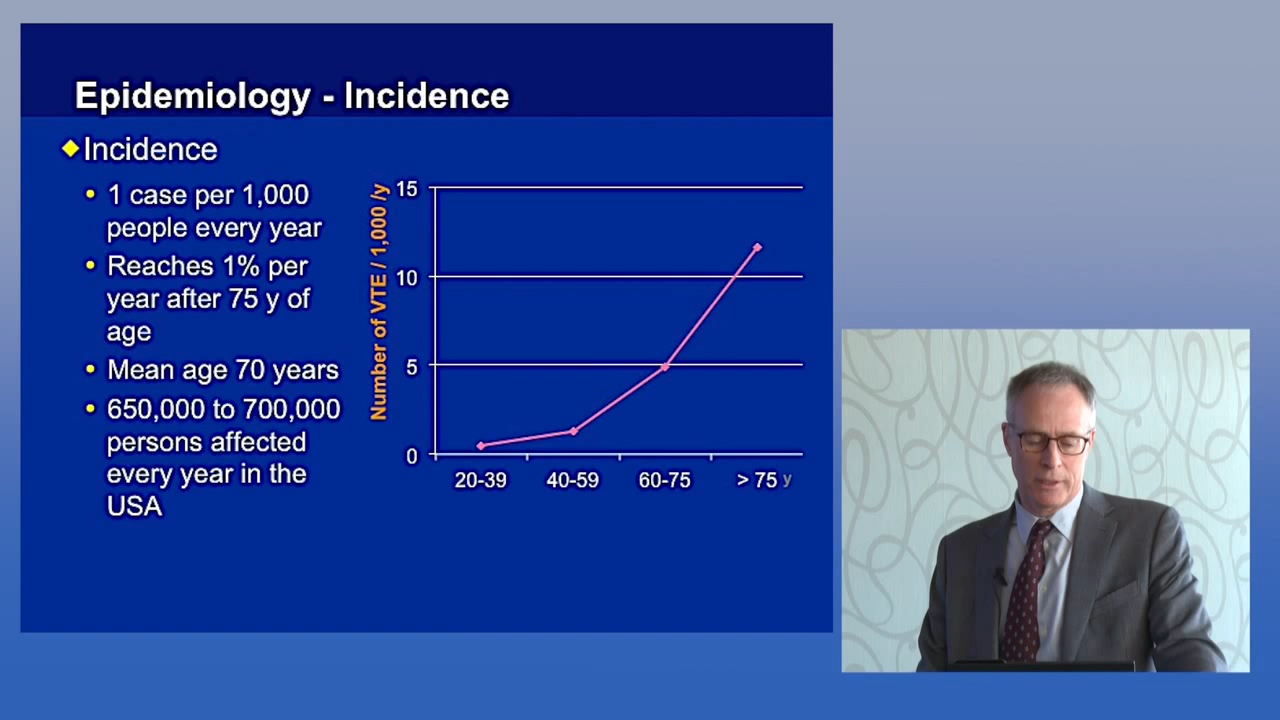 Epidemiology - Incidence
Incidence
1 case per 1,000
people every year
Reaches 1% per
year after 75 y of
age
Mean age 70 years
650,000 to 700,000
persons affected
every year in the
USA
Number of VTE / 1,000 /y
15
10
5
0
20-39
40-59
60-75
> 75 y